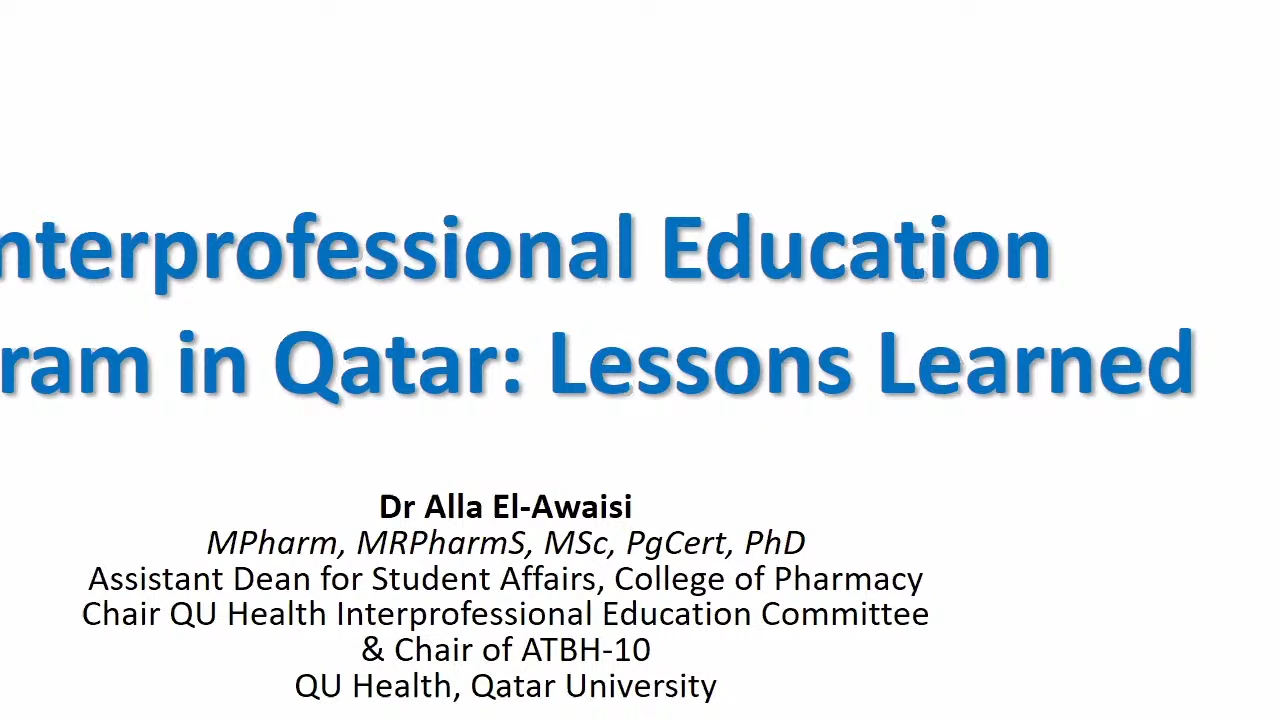 nterprofessional Education
ram in Qatar: Lessons Learned
Dr Alla El-Awaisi
MPharm, MRPharmS, MSc, PgCert, PhD
Assistant Dean for Student Affairs, College of Pharmacy
Chair QU Health Interprofessional Education Committee
& Chair of ATBH-10
QU Health, Qatar University